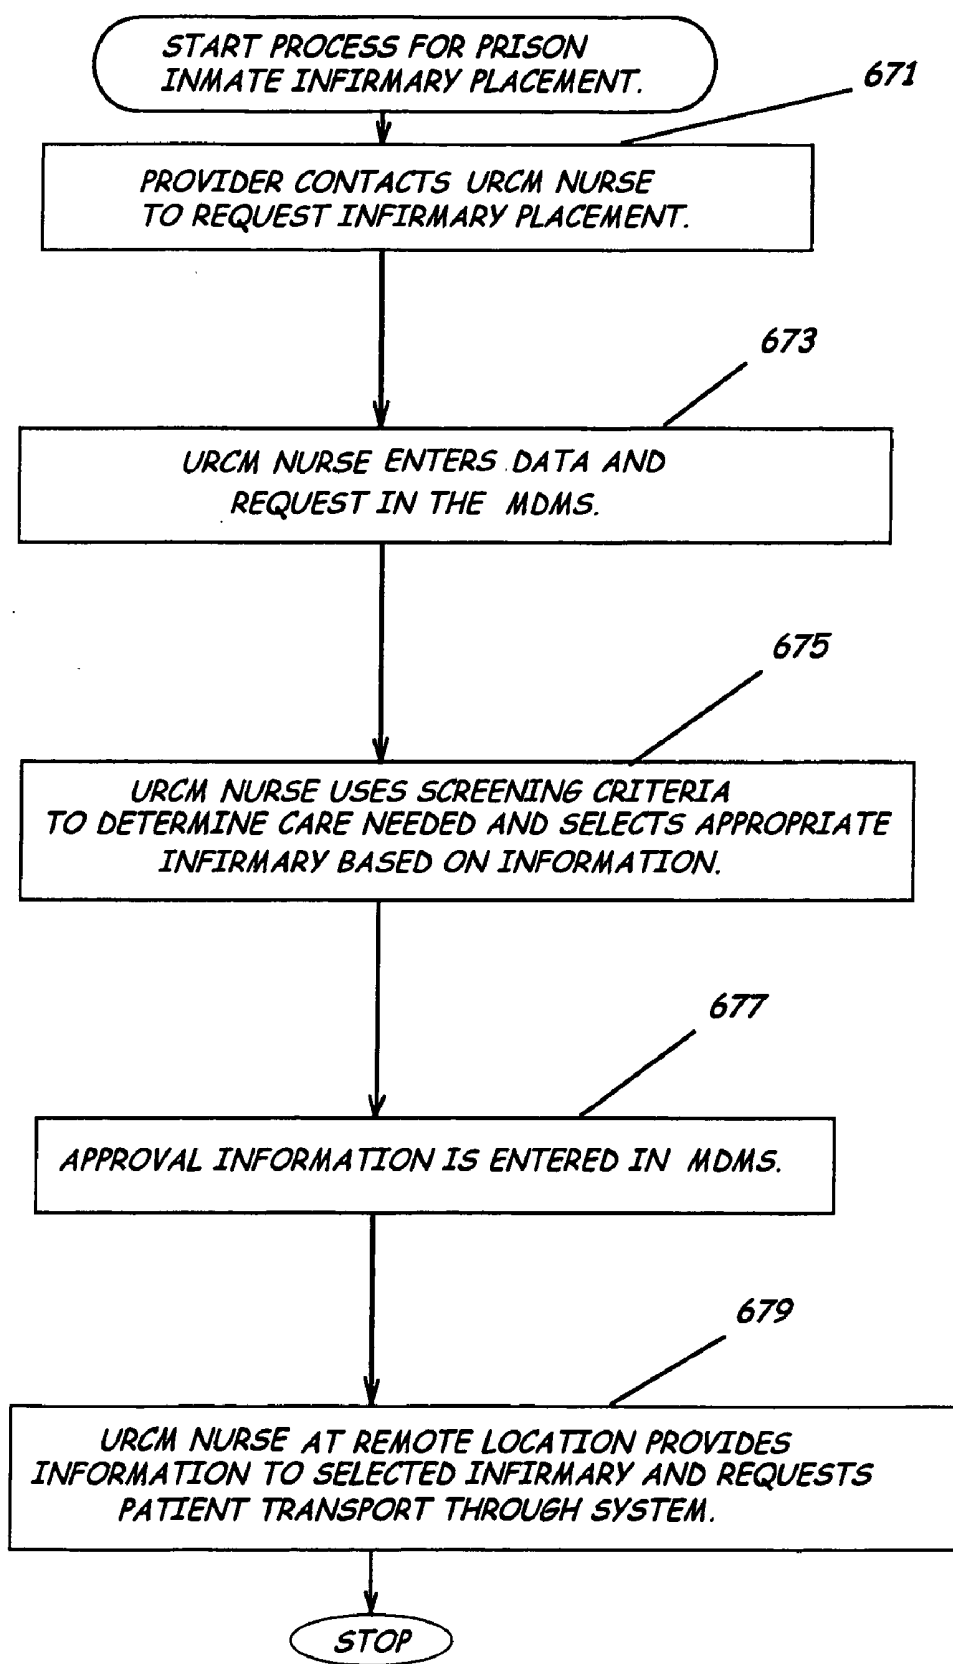 START PROCESS FOR PRISON
INMATE INFIRMARY PLACEMENT.
671
PROVIDER CONTACTS URCM NURSE
TO REQUEST INFIRMARY PLACEMENT.
673
URCM NURSE ENTERS DATA AND
REQUEST IN THE MDMS.
675
URCM NURSE USES SCREENING CRITERIA
TO DETERMINE CARE NEEDED AND SELECTS APPROPRIATE
INFIRMARY BASED ON INFORMATION.
677
APPROVAL INFORMATION IS ENTERED IN MDMS.
679
URCM NURSE AT REMOTE LOCATION PROVIDES
INFORMATION TO SELECTED INFIRMARY AND REQUESTS
PATIENT TRANSPORT THROUGH SYSTEM.
STOP